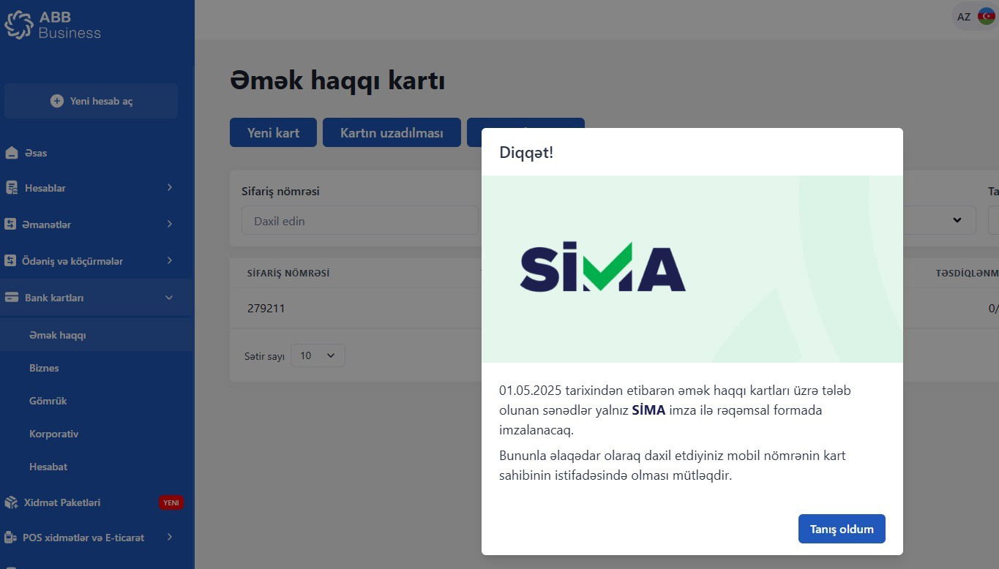 ABB
Business
AZ
Yeni hesab aç
Əsas
Hesablar
Əmanətlər
Ödəniş və köçürmələr
Bank kartları
Əmək haqqı
Biznes
Gömrük
Korporativ
Hesabat
Xidmət Paketləri
YENİ
POS xidmətlər və E-ticarət
Əmək haqqı kartı
Yeni kart
Kartın uzadılması
Sifariş nömrəsi
Daxil edin
SİFARİŞ NÖMRƏSİ
279211
Sətir sayı
10
Diqqət!
SİMA
01.05.2025 tarixindən etibarən əmək haqqı kartları üzrə tələb
olunan sənədlər yalnız SİMA imza ilə rəqəmsal formada
imzalanacaq.
Bununla əlaqədar olaraq daxil etdiyiniz mobil nömrənin kart
sahibinin istifadəsində olması mütləqdir.
Tanış oldum
Ta
TƏSDİQLƏNM
0/